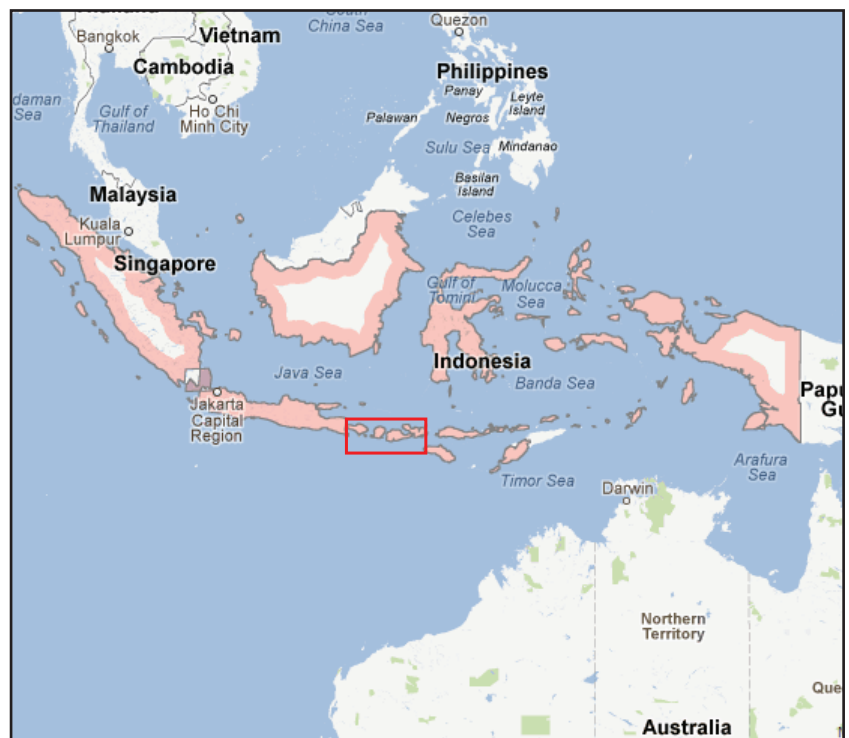 South
China Sea
Quezon
Bangkok
Vietnam
Cambodia
Philippines
Panay
Leyte
Island
daman
Sea
Gulf of
Thailand
Ho Chi
Minh City
Palawan
Negros
Sulu Sea
Mindanao
Basilan
Island
Malaysia
Celebes
Sea
Kuala
Lumpur
Singapore
Gulf of
Tomini
Molucca
Sea
Java Sea
Indonesia
Banda Sea
Papu
Gu
Jakarta
Capital
Region
Arafura
Sea
Timor Sea
Darwin
Northern
Territory
Que
Australia